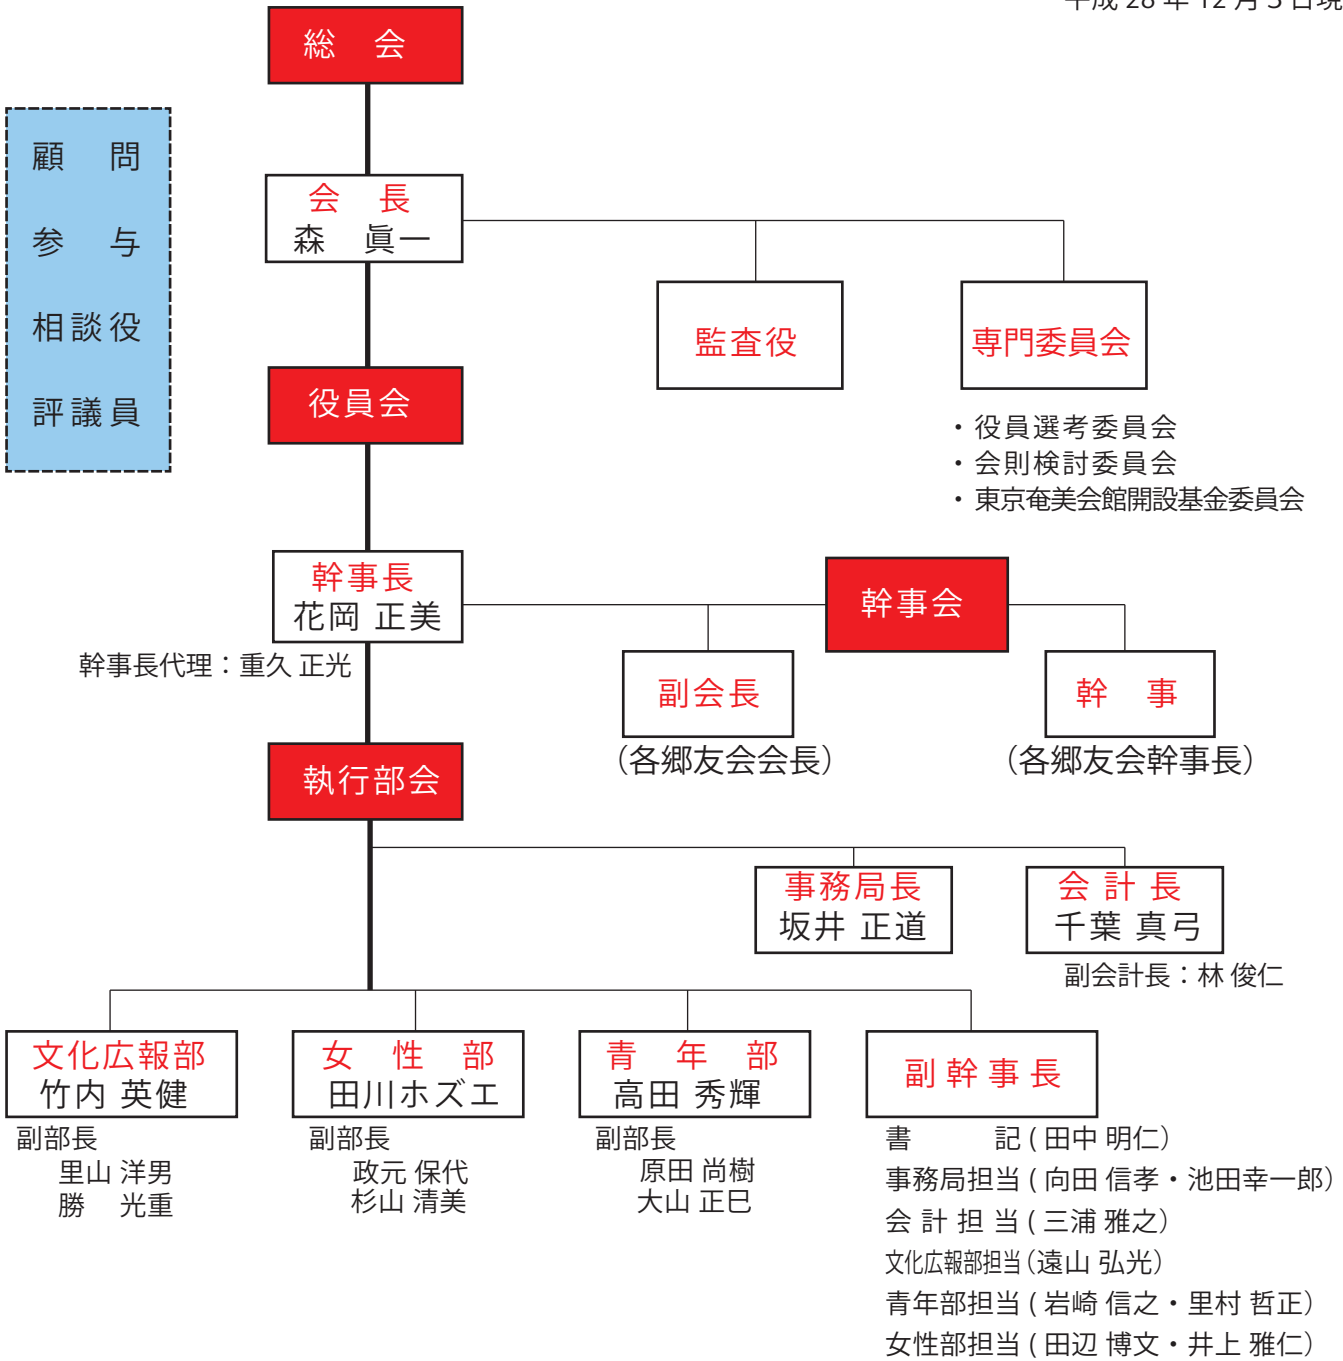 平成 28 年 12 月 3 日現
総 会
顧 問
参 与
相談役
評議員
会 長
森 眞一
監査役
専門委員会
・役員選考委員会
・会則検討委員会
・東京奄美会館開設基金委員会
役員会
幹事長
花岡 正美
幹事長代理：重久 正光
幹事会
副会長
（各郷友会会長）
幹 事
（各郷友会幹事長）
執行部会
事務局長
坂井 正道
会計長
千葉 真弓
副会計長：林 俊仁
文化広報部
竹内 英健
副部長
里山 洋男
勝 光重
女 性 部
田川ホズエ
副部長
政元 保代
杉山 清美
青 年 部
高田 秀輝
副部長
原田 尚樹
大山 正巳
副幹事長
書 記 ( 田中 明仁）
事務局担当 ( 向田 信孝・池田幸一郎）
会 計 担 当 ( 三浦 雅之）
文化広報部担当（遠山 弘光）
青年部担当 ( 岩崎 信之・里村 哲正）
女性部担当 ( 田辺 博文・井上 雅仁）